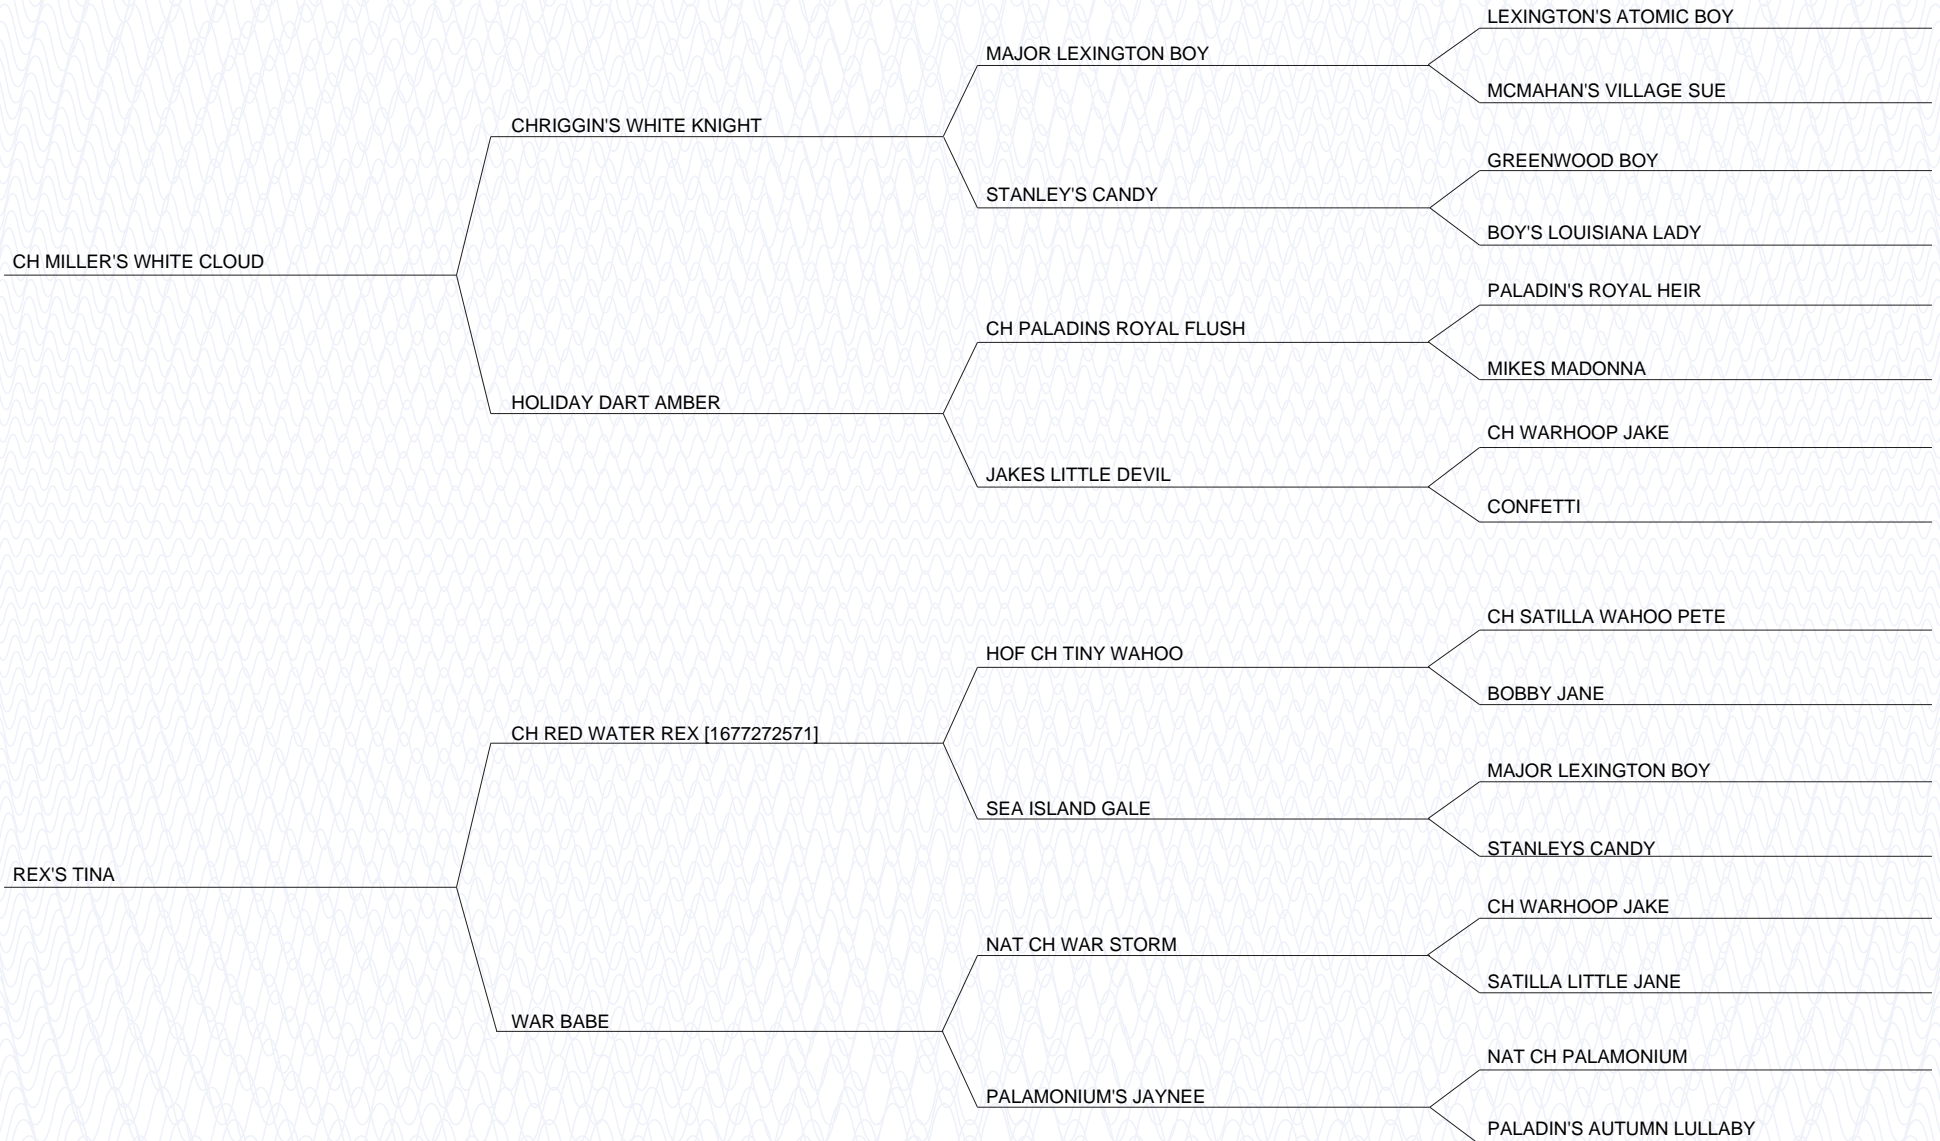 LEXINGTON'S ATOMIC BOY
MAJOR LEXINGTON BOY
MCMAHAN'S VILLAGE SUE
CHRIGGIN'S WHITE KNIGHT
GREENWOOD BOY
STANLEY'S CANDY
BOY'S LOUISIANA LADY
CH MILLER'S WHITE CLOUD
PALADIN'S ROYAL HEIR
CH PALADINS ROYAL FLUSH
MIKES MADONNA
HOLIDAY DART AMBER
CH WARHOOP JAKE
JAKES LITTLE DEVIL
CONFETTI
CH SATILLA WAHOO PETE
HOF CH TINY WAHOO
BOBBY JANE
CH RED WATER REX [1677272571]
MAJOR LEXINGTON BOY
SEA ISLAND GALE
STANLEYS CANDY
REX'S TINA
CH WARHOOP JAKE
NAT CH WAR STORM
SATILLA LITTLE JANE
WAR BABE
NAT CH PALAMONIUM
PALAMONIUM'S JAYNEE
PALADIN'S AUTUMN LULLABY